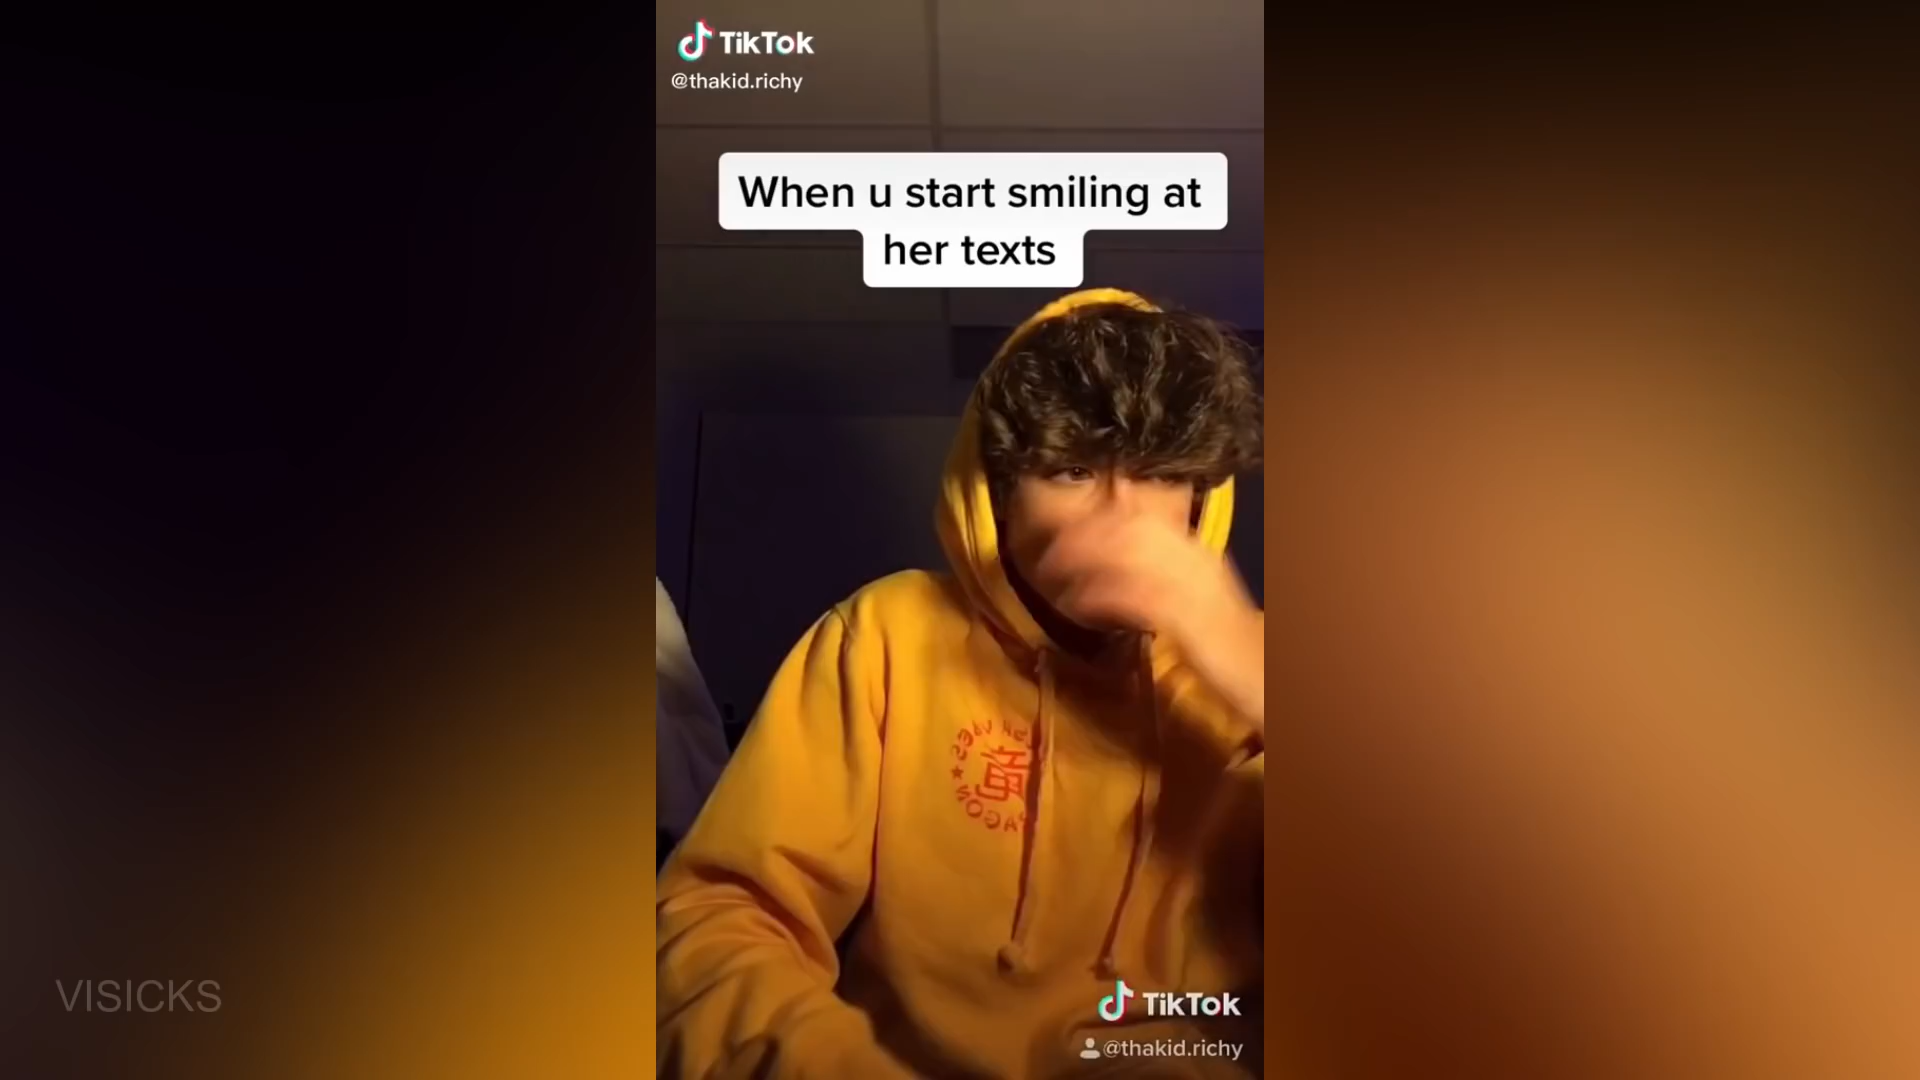 TikTok
@thakid.richy
When u start smiling at
her texts
VISICKS
TikTok
@thakid.richy